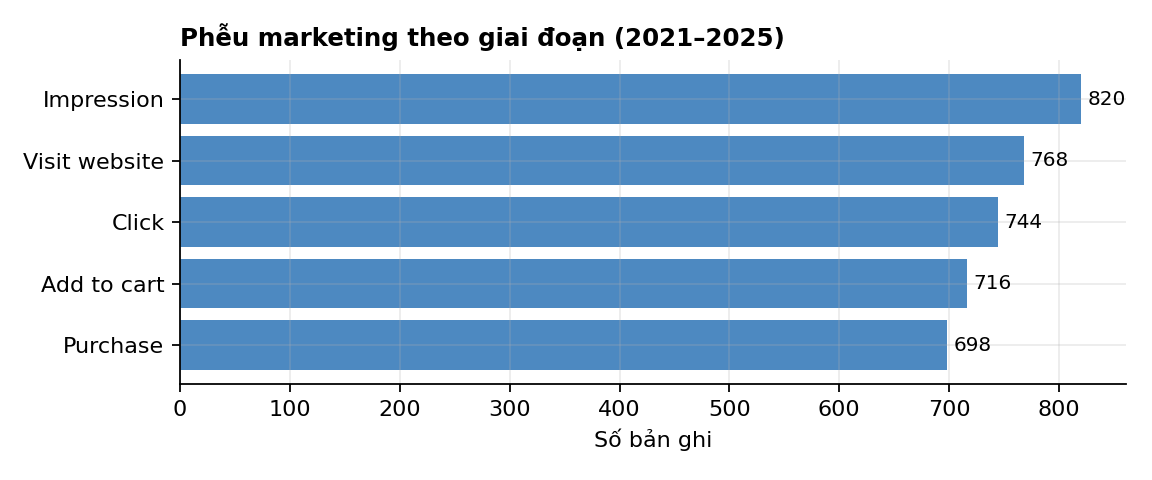 Phễu marketing theo giai đoạn (2021–2025)
Impression 820
Visit website 768
Click 744
Add to cart 716
Purchase 698
0 100 200 300 400 500 600 700 800
Số bản ghi